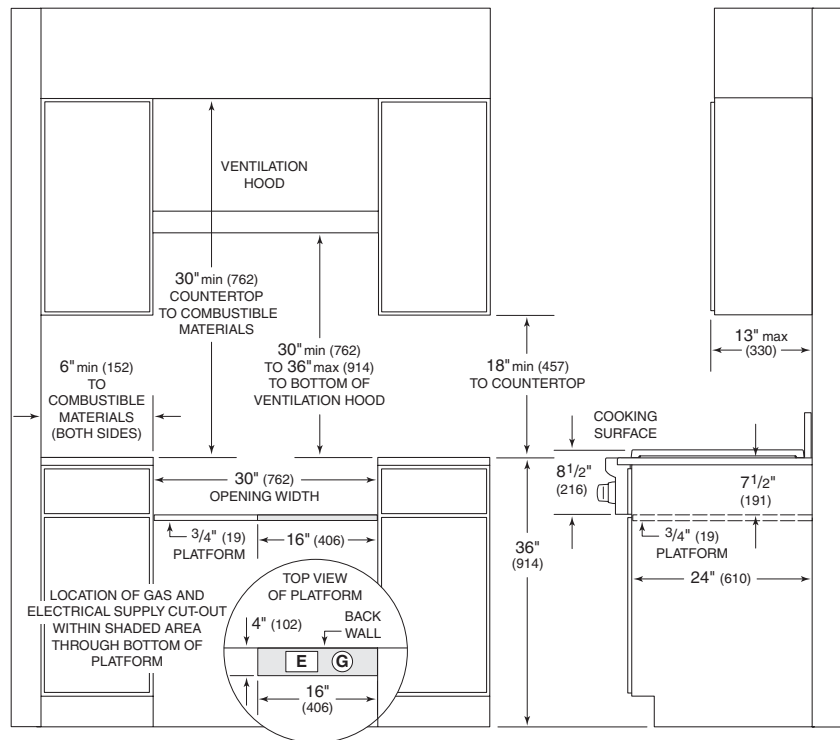 VENTILATION
HOOD
30" min (762)
COUNTERTOP
TO COMBUSTIBLE
MATERIALS
30" min (762)
TO 36" max (914)
TO BOTTOM OF
VENTILATION HOOD
6" min (152)
TO
COMBUSTIBLE
MATERIALS
(BOTH SIDES)
18" min (457)
TO COUNTERTOP
13" max
(330)
COOKING
SURFACE
8 1/2"
(216)
7 1/2"
(191)
30" (762)
OPENING WIDTH
3/4" (19)
PLATFORM
16" (406)
36"
(914)
3/4" (19)
PLATFORM
24" (610)
LOCATION OF GAS AND
ELECTRICAL SUPPLY CUT-OUT
WITHIN SHADED AREA
THROUGH BOTTOM OF
PLATFORM
TOP VIEW
OF PLATFORM
4" (102)
BACK
WALL
E G
16"
(406)